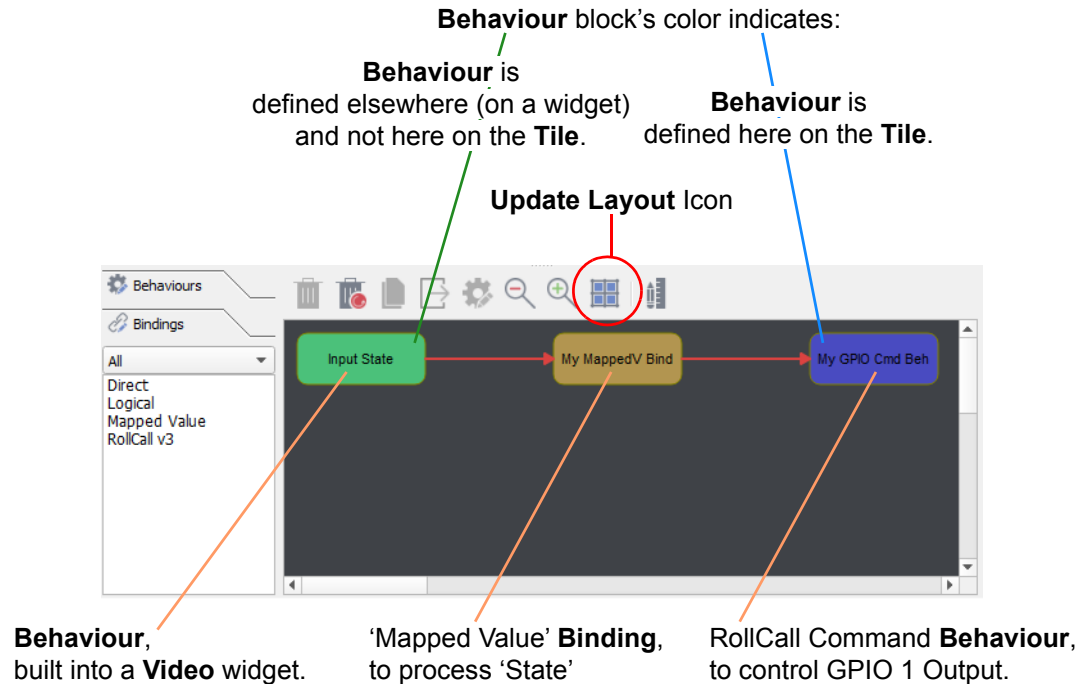 Behaviour block’s color indicates:
Behaviour is
defined elsewhere (on a widget)
and not here on the Tile.
Behaviour is
defined here on the Tile.
Update Layout Icon
Behaviours
Bindings
All
Direct
Logical
Mapped Value
RollCall v3
Input State
My MappedV Bind
My GPIO Cmd Beh
Behaviour,
built into a Video widget.
‘Mapped Value’ Binding,
to process ‘State’
RollCall Command Behaviour,
to control GPIO 1 Output.